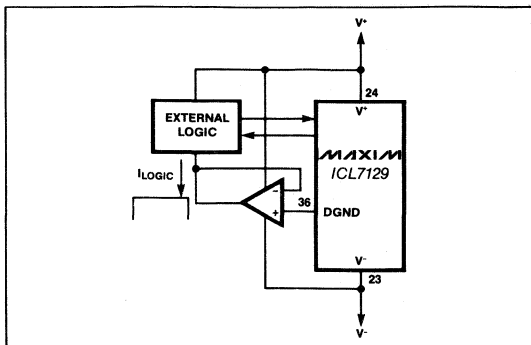 V+
24
V+
EXTERNAL
LOGIC
MAXIM
ICL7129
ILOGIC
−
+
36
DGND
V−
23
V−